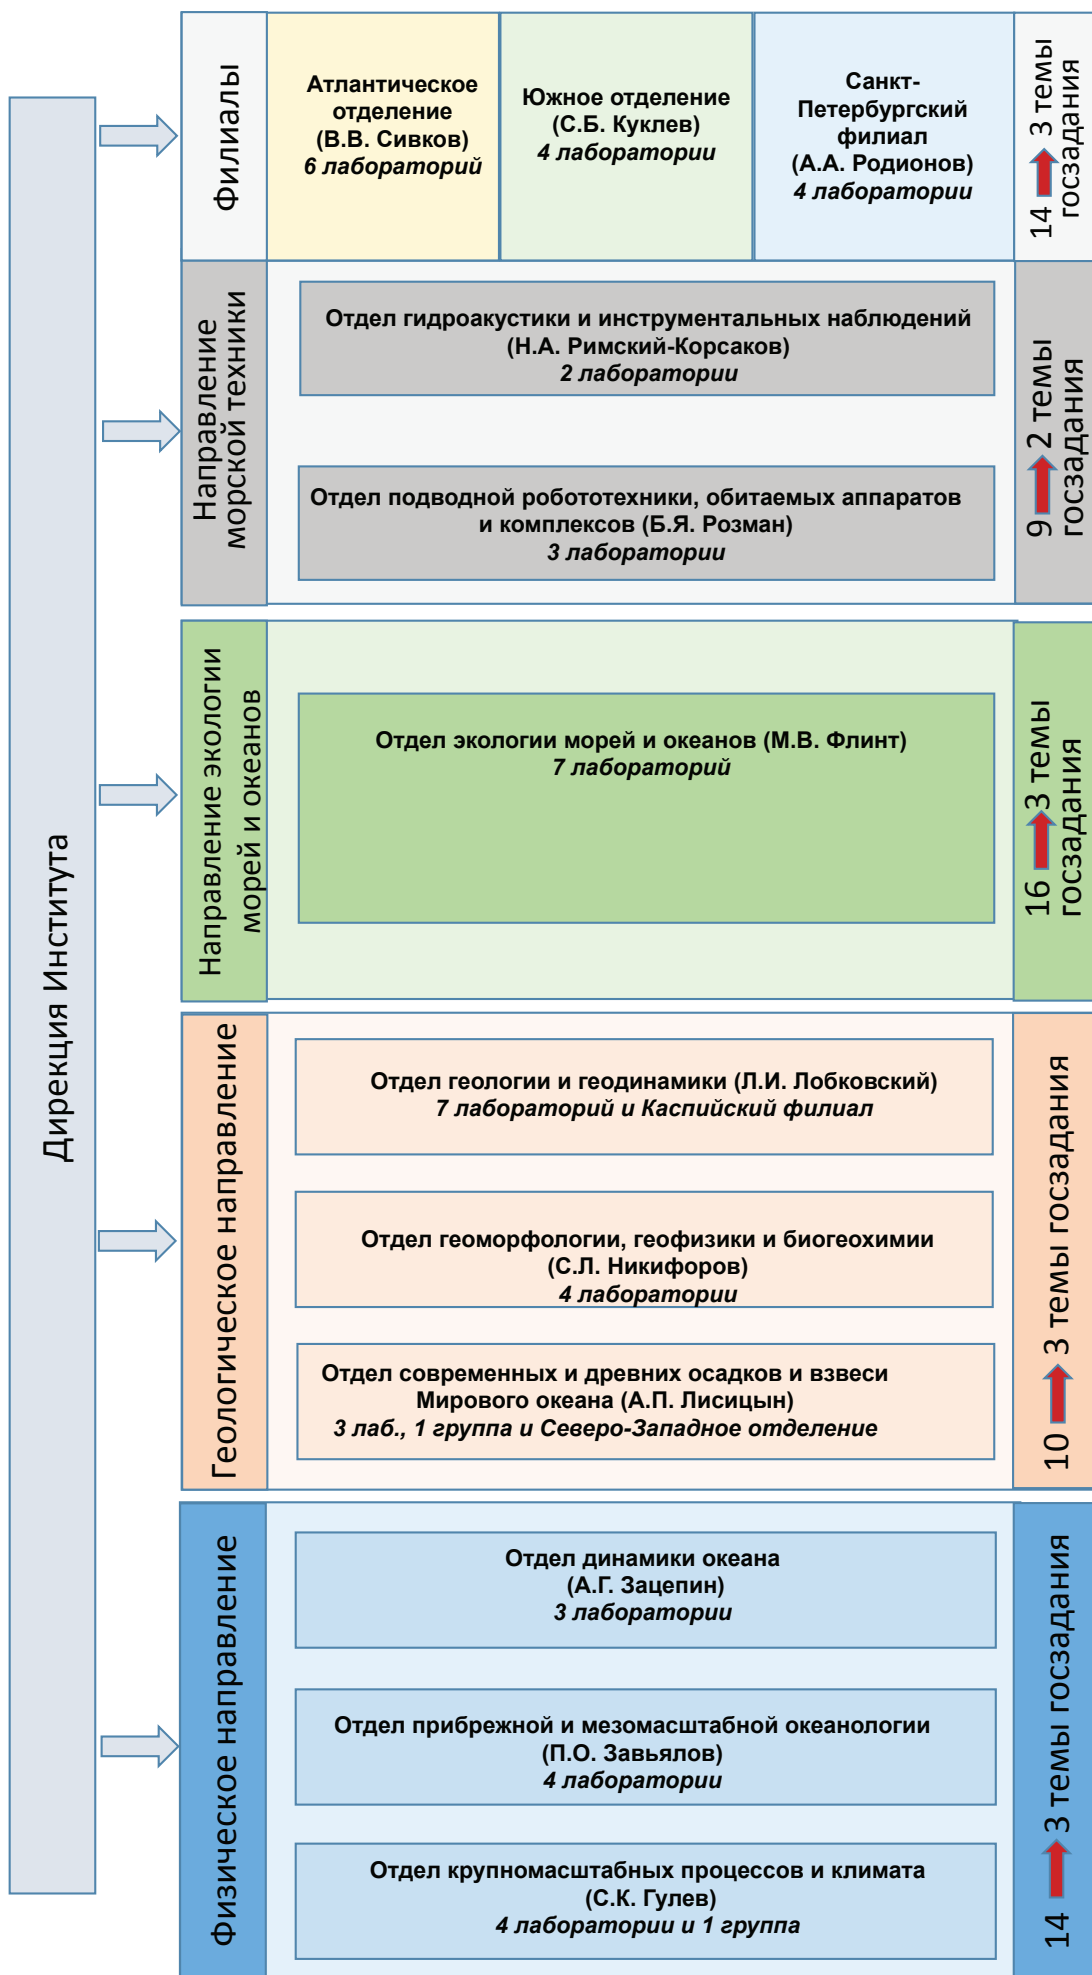 Дирекция Института
Филиалы
Атлантическое
отделение
(В.В. Сивков)
6 лабораторий
Южное отделение
(С.Б. Куклев)
4 лаборатории
Санкт-
Петербургский
филиал
(А.А. Родионов)
4 лаборатории
14 3 темы
госзадания
Направление
морской техники
Отдел гидроакустики и инструментальных наблюдений
(Н.А. Римский-Корсаков)
2 лаборатории
Отдел подводной робототехники, обитаемых аппаратов
и комплексов (Б.Я. Розман)
3 лаборатории
9 2 темы
госзадания
Направление экологии
морей и океанов
Отдел экологии морей и океанов (М.В. Флинт)
7 лабораторий
16 3 темы
госзадания
Геологическое направление
Отдел геологии и геодинамики (Л.И. Лобковский)
7 лабораторий и Каспийский филиал
Отдел геоморфологии, геофизики и биогеохимии
(С.Л. Никифоров)
4 лаборатории
Отдел современных и древних осадков и взвеси
Мирового океана (А.П. Лисицын)
3 лаб., 1 группа и Северо-Западное отделение
10 3 темы госзадания
Физическое направление
Отдел динамики океана
(А.Г. Зацепин)
3 лаборатории
Отдел прибрежной и мезомасштабной океанологии
(П.О. Завьялов)
4 лаборатории
Отдел крупномасштабных процессов и климата
(С.К. Гулев)
4 лаборатории и 1 группа
14 3 темы госзадания